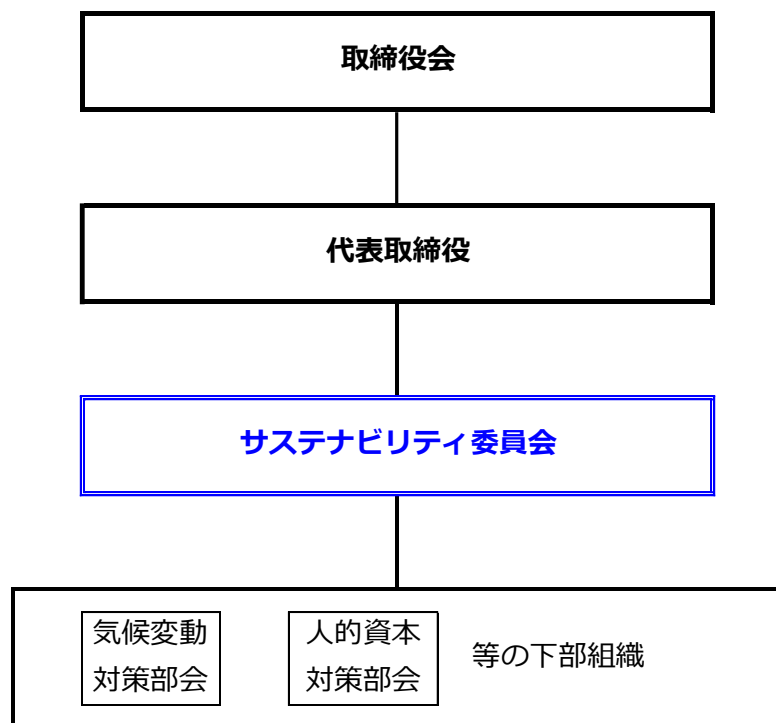 取締役会
代表取締役
サステナビリティ委員会
気候変動
対策部会
人的資本
対策部会
等の下部組織